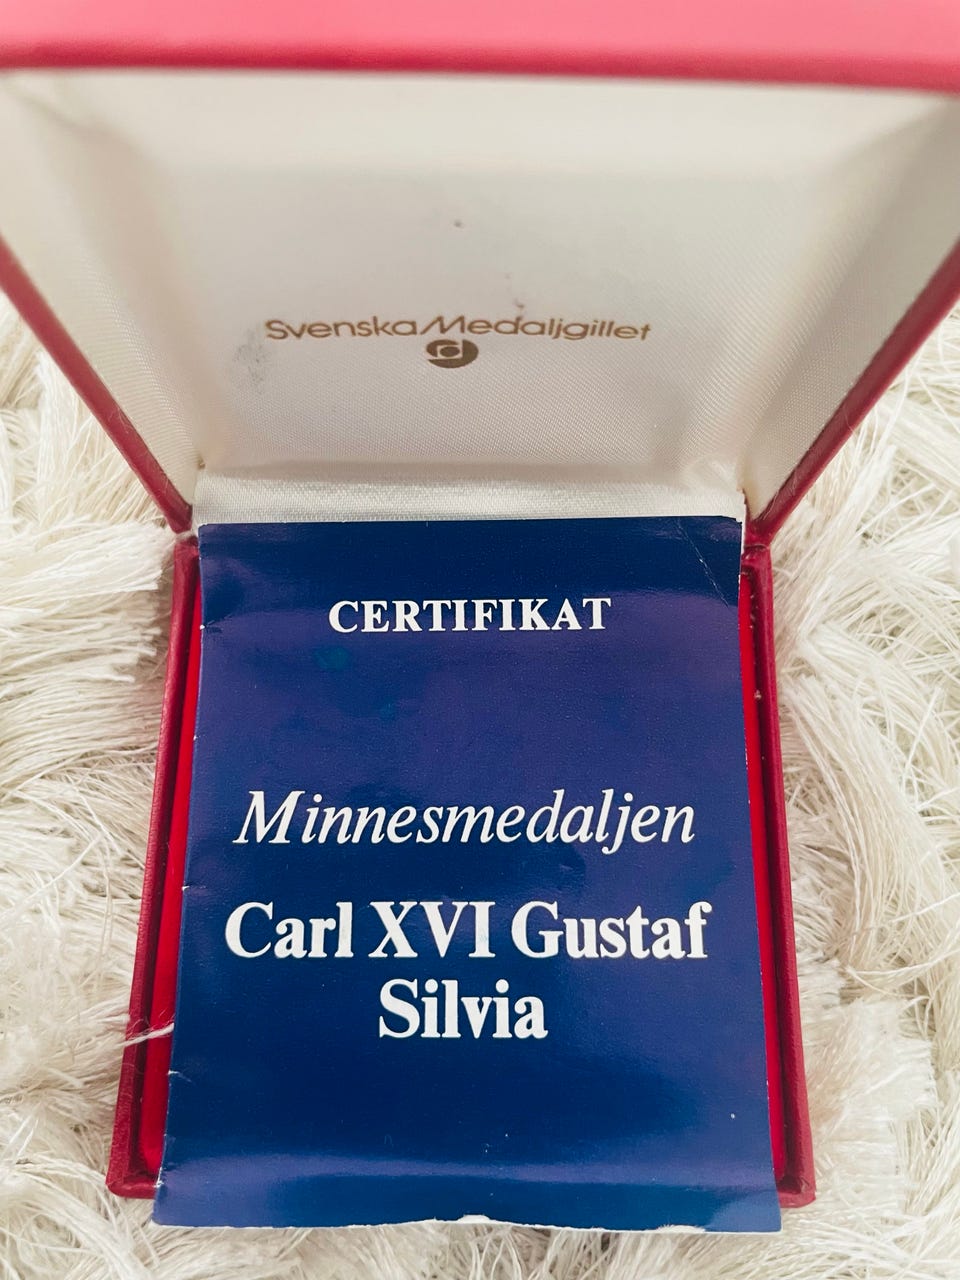 SvenskaMedaljgillet
CERTIFIKAT
Minnesmedaljen
Carl XVI Gustaf
Silvia